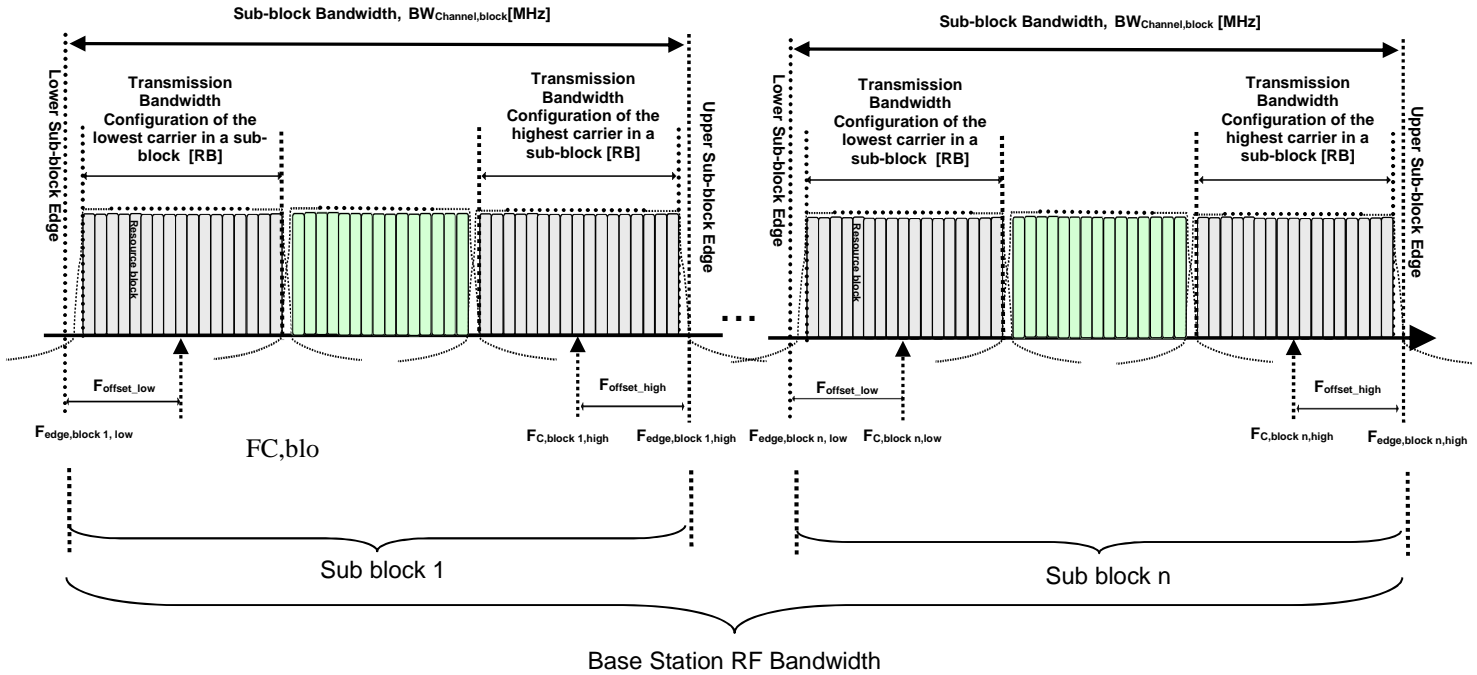 Sub-block Bandwidth, BWChannel,block[MHz]
Sub-block Bandwidth, BWChannel,block [MHz]
Lower Sub-block Edge
Transmission
Bandwidth
Configuration of the
lowest carrier in a sub-
block [RB]
Transmission
Bandwidth
Configuration of the
highest carrier in a
sub-block [RB]
Upper Sub-block Edge
Lower Sub-block Edge
Transmission
Bandwidth
Configuration of the
lowest carrier in a
sub-block [RB]
Transmission
Bandwidth
Configuration of the
highest carrier in a
sub-block [RB]
Upper Sub-block Edge
Resource block
Resource block
...
Foffset_low
Foffset_high
Foffset_low
Foffset_high
Fedge,block 1, low
FC,blo
FC,block 1,high
Fedge,block 1,high
Fedge,block n, low
FC,block n,low
FC,block n,high
Fedge,block n,high
Sub block 1
Sub block n
Base Station RF Bandwidth